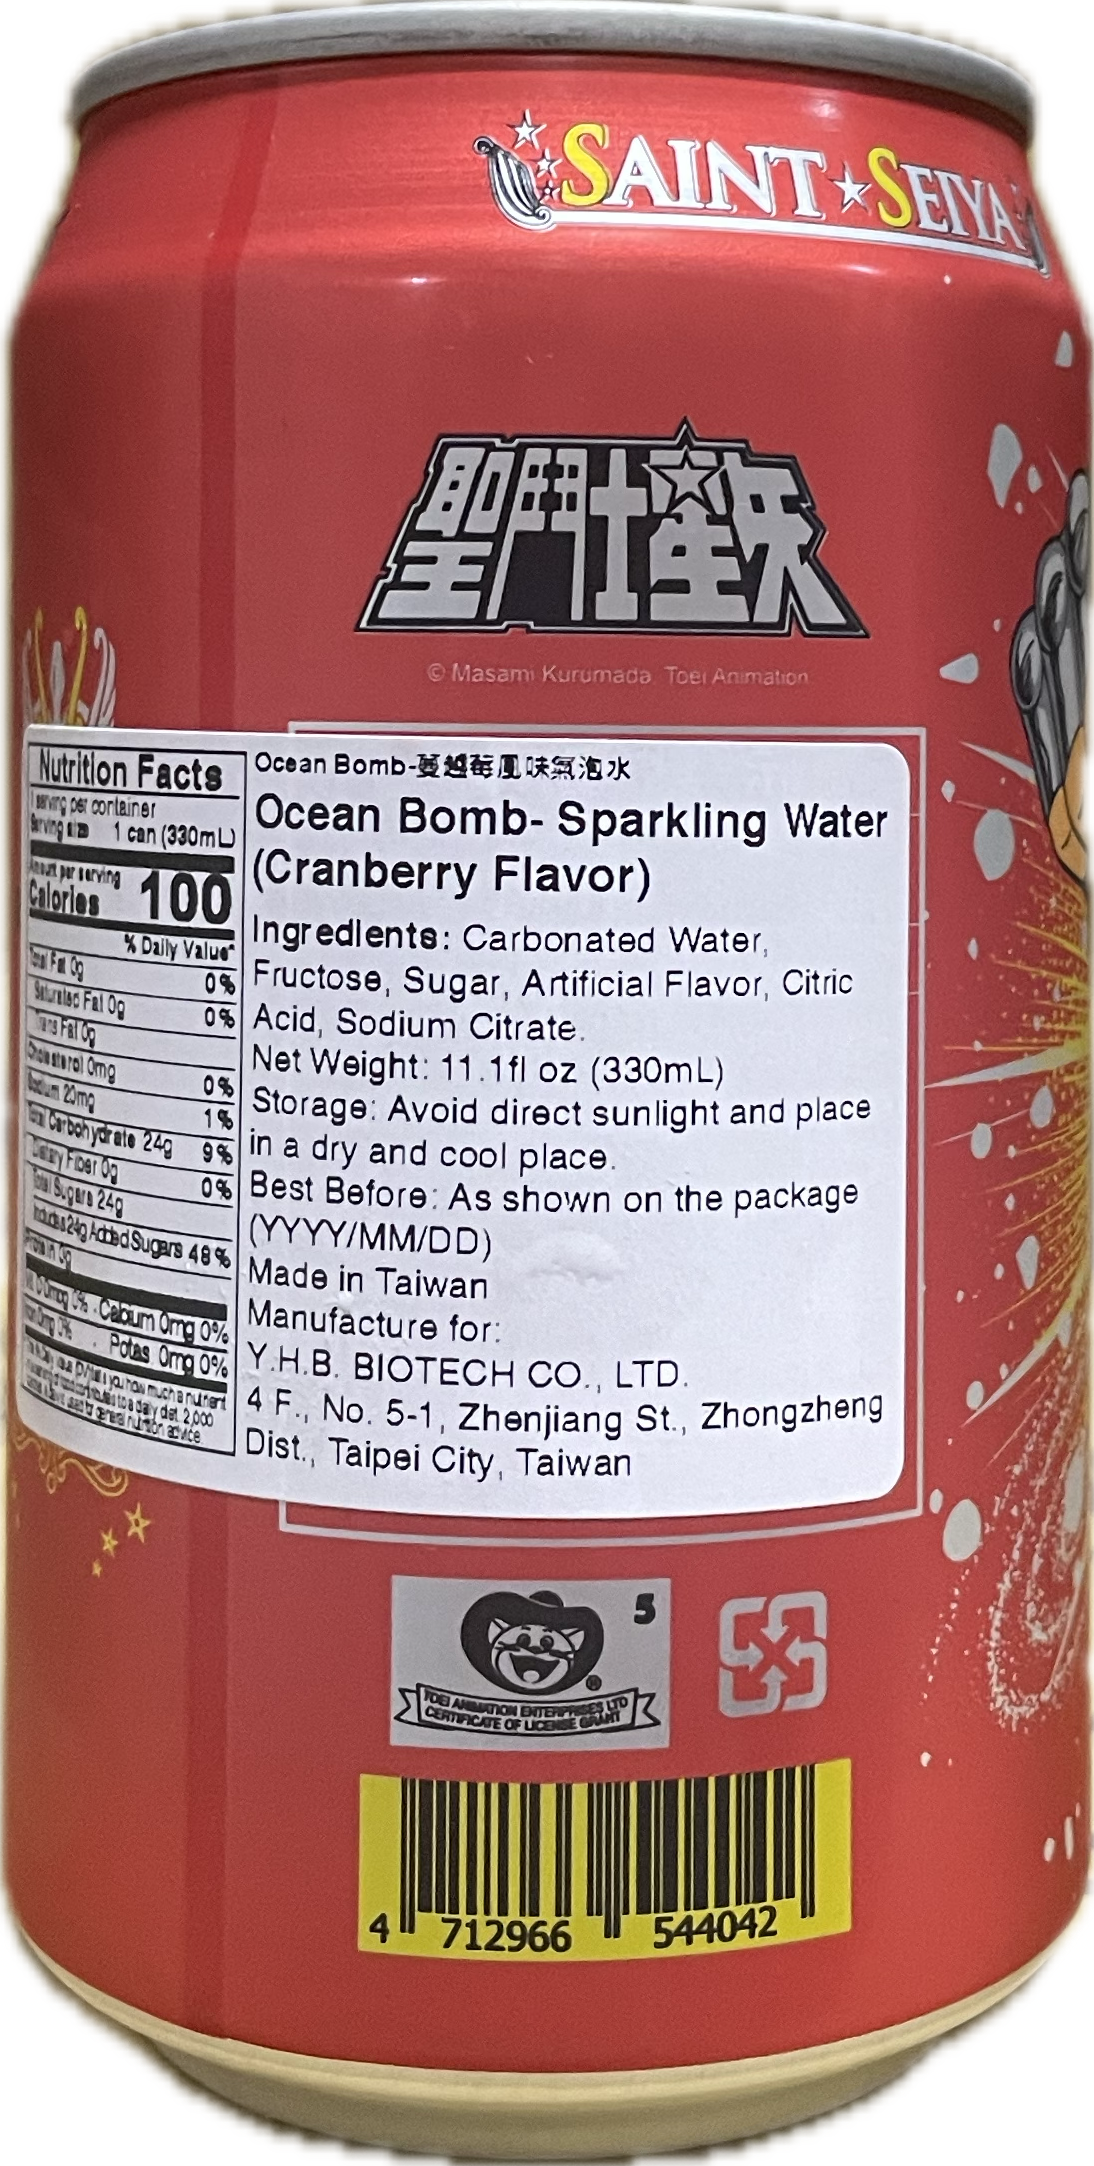 SAINT★SEIYA
聖鬥士星矢
© Masami Kurumada, Toei Animation
Nutrition Facts
1 serving per container
Serving size 1 can (330mL)
Amount per serving
Calories 100
% Daily Value*
Total Fat 0g 0%
Saturated Fat 0g 0%
Trans Fat 0g
Cholesterol 0mg 0%
Sodium 20mg 1%
Total Carbohydrate 24g 9%
Dietary Fiber 0g 0%
Total Sugars 24g
Includes 24g Added Sugars 48%
Protein 3g
Vit. D 0mcg 0% . Calcium 0mg 0%
Iron 0mg 0% . Potas. 0mg 0%
Ocean Bomb-蔓越莓風味氣泡水
Ocean Bomb- Sparkling Water
(Cranberry Flavor)
Ingredients: Carbonated Water,
Fructose, Sugar, Artificial Flavor, Citric
Acid, Sodium Citrate.
Net Weight: 11.1fl oz (330mL)
Storage: Avoid direct sunlight and place
in a dry and cool place.
Best Before: As shown on the package
(YYYY/MM/DD)
Made in Taiwan
Manufacture for:
Y.H.B. BIOTECH CO., LTD.
4 F., No. 5-1, Zhenjiang St., Zhongzheng
Dist., Taipei City, Taiwan
5
TOEI ANIMATION ENTERPRISES LTD
CERTIFICATE OF LICENSE GRANT
4 712966 544042